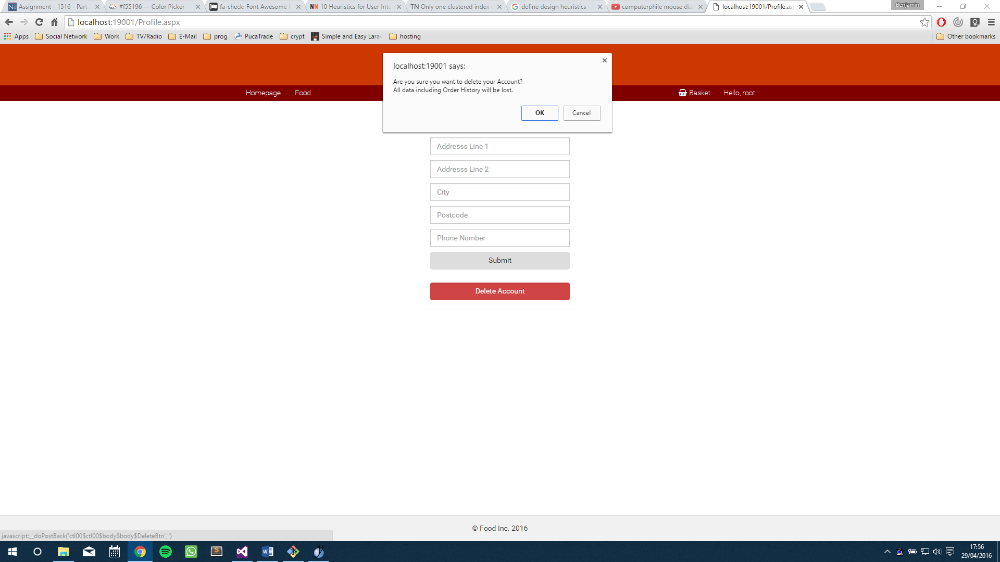 Assignment - 1516 - Part
#f55196 — Color Picker
fa-check: Font Awesome
10 Heuristics for User Inte
TN Only one clustered index
define design heuristics -
computerphile mouse dis
localhost:19001/Profile.as
Benjamin
localhost:19001/Profile.aspx
Apps
Social Network
Work
TV/Radio
E-Mail
prog
PucaTrade
crypt
Simple and Easy Lara
hosting
Other bookmarks
localhost:19001 says:
Are you sure you want to delete your Account?
All data including Order History will be lost.
OK
Cancel
Homepage
Food
Basket
Hello, root
Addresss Line 1
Addresss Line 2
City
Postcode
Phone Number
Submit
Delete Account
© Food Inc. 2016
javascript:__doPostBack('ctl00$ctl00$body$body$DeleteBtn','')
17:56
29/04/2016